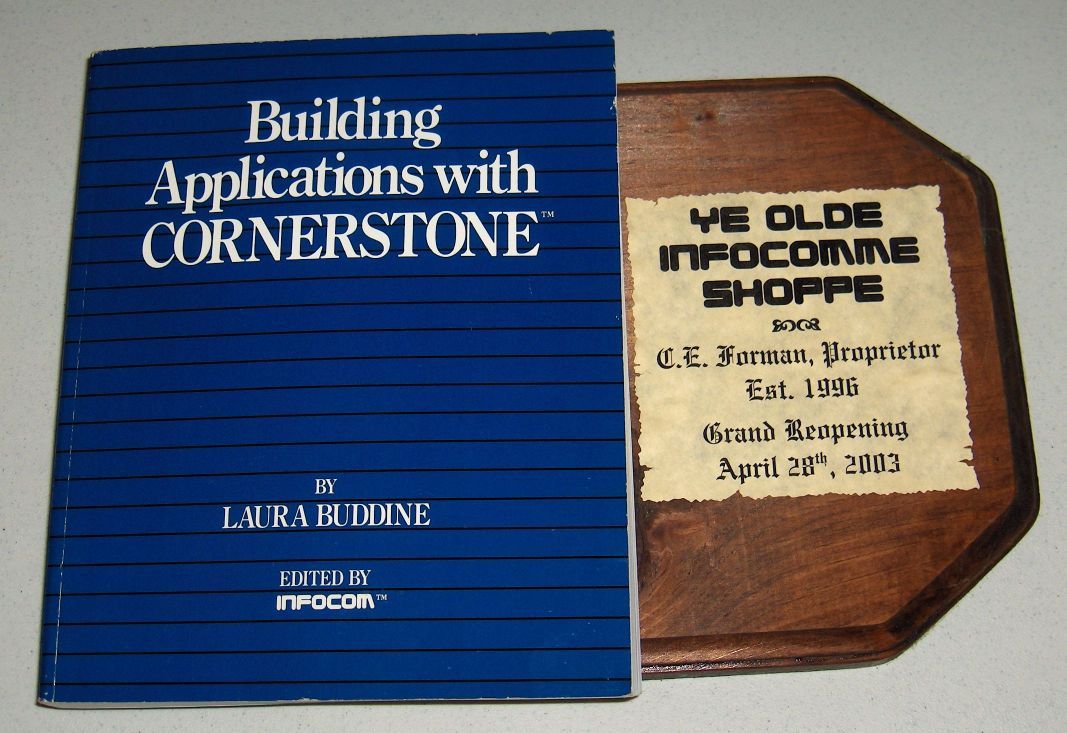 Building
Applications with
CORNERSTONE™
BY
LAURA BUDDINE
EDITED BY
INFOCOM™
YE OLDE
INFOCOMME
SHOPPE
C.E. Forman, Proprietor
Est. 1996
Grand Reopening
April 28th, 2003